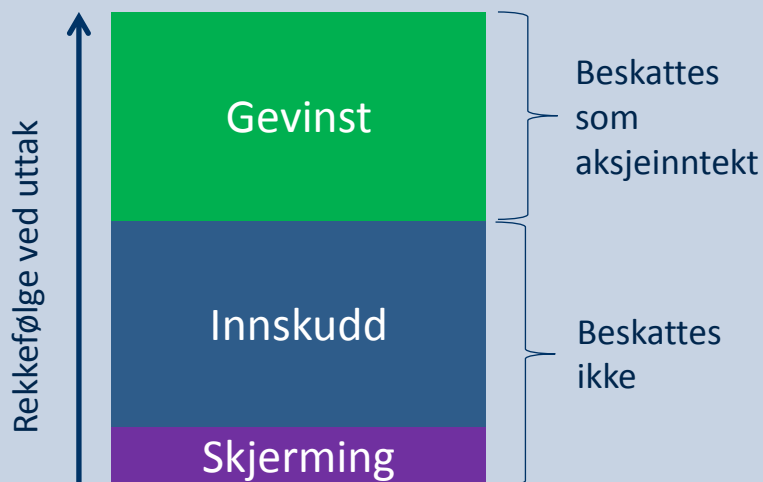 Rekkefølge ved uttak
Gevinst
Beskattes
som
aksjeinntekt
Innskudd
Beskattes
ikke
Skjerming